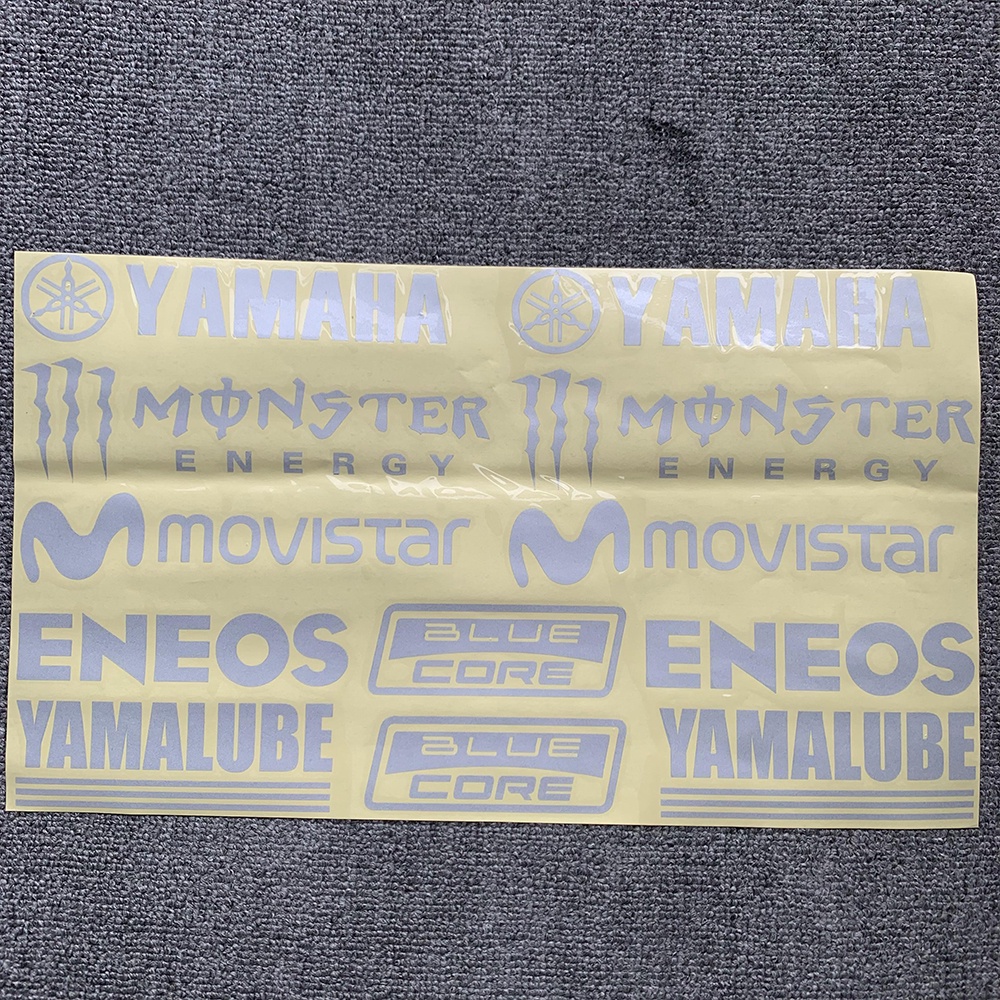 YAMAHA YAMAHA
MONSTER MONSTER
ENERGY ENERGY
movistar movistar
ENEOS BLUE CORE ENEOS
YAMALUBE BLUE CORE YAMALUBE